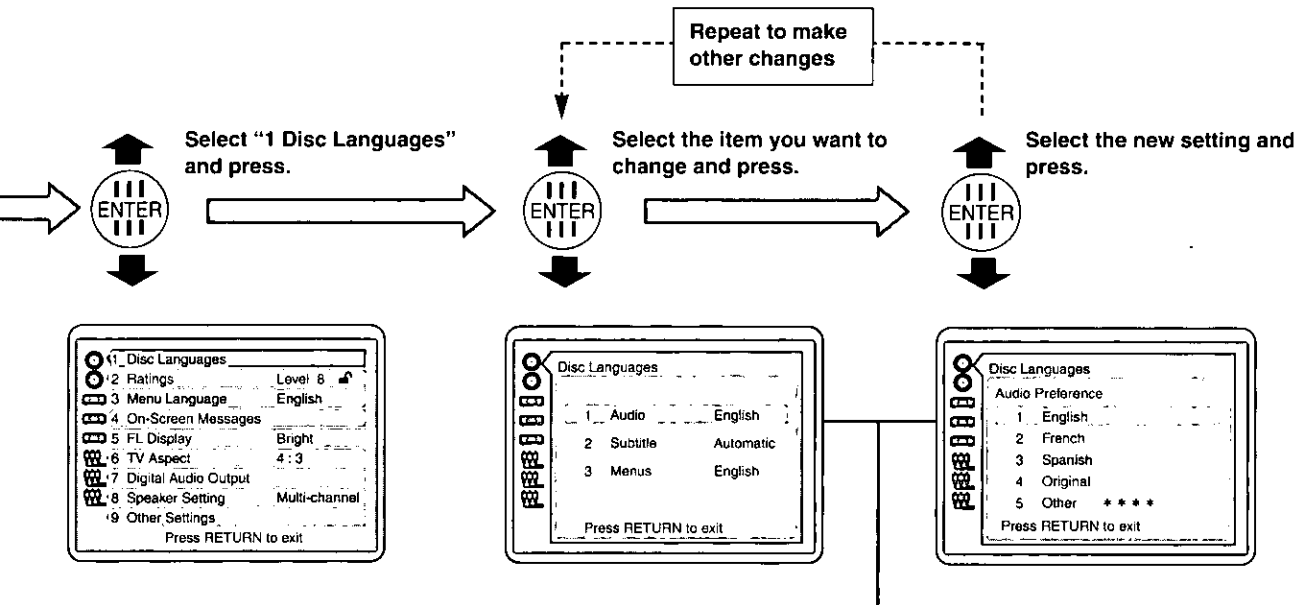 Repeat to make
other changes
Select “1 Disc Languages”
and press.
Select the item you want to
change and press.
Select the new setting and
press.
ENTER
ENTER
ENTER
1 Disc Languages
2 Ratings Level 8
3 Menu Language English
4 On-Screen Messages
5 FL Display Bright
6 TV Aspect 4 : 3
7 Digital Audio Output
8 Speaker Setting Multi-channel
9 Other Settings
Press RETURN to exit
Disc Languages
1 Audio English
2 Subtitle Automatic
3 Menus English
Press RETURN to exit
Disc Languages
Audio Preference
1 English
2 French
3 Spanish
4 Original
5 Other ＊＊＊＊
Press RETURN to exit